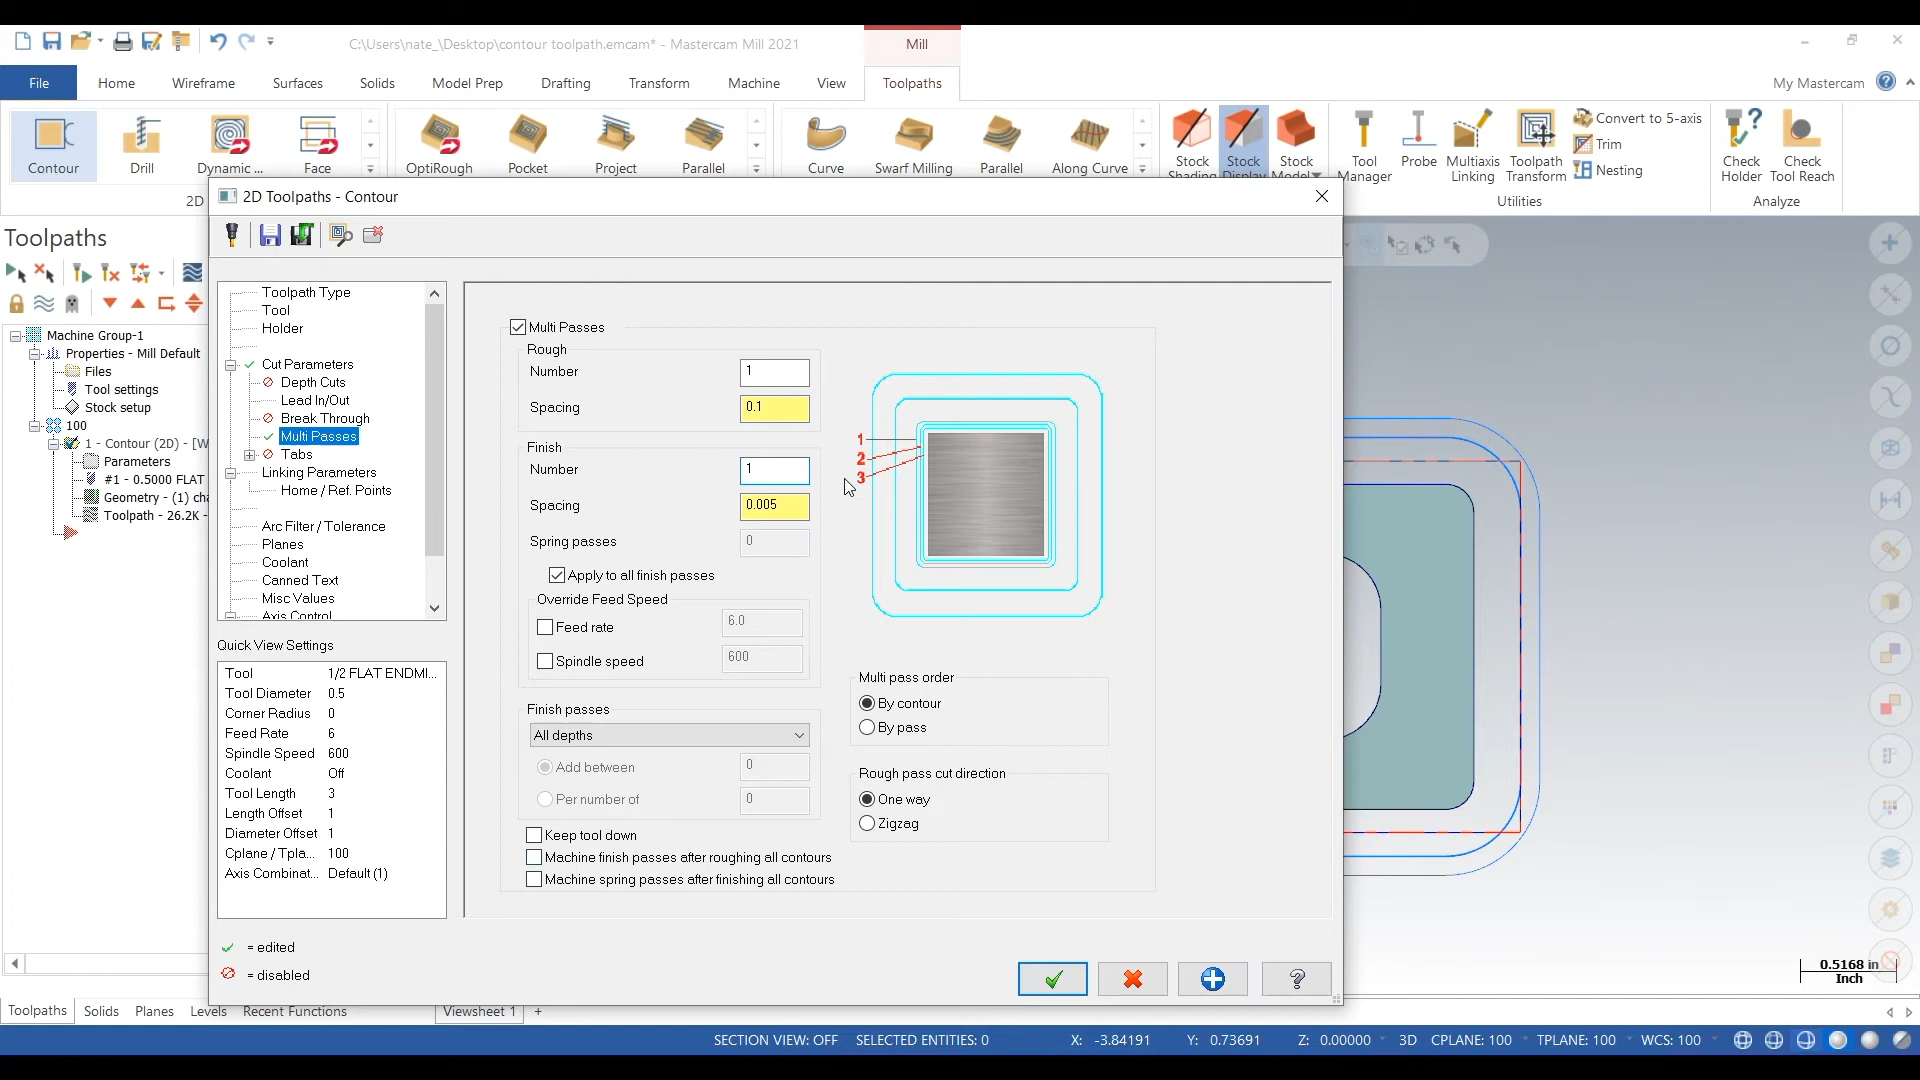 C:\Users\nate_\Desktop\contour toolpath.emcam* - Mastercam Mill 2021
Mill
File
Home
Wireframe
Surfaces
Solids
Model Prep
Drafting
Transform
Machine
View
Toolpaths
My Mastercam
Contour
Drill
Dynamic ...
Face
OptiRough
Pocket
Project
Parallel
Curve
Swarf Milling
Parallel
Along Curve
Stock
Shading
Stock
Display
Stock
Model
Tool
Manager
Probe
Multiaxis
Linking
Toolpath
Transform
Convert to 5-axis
Trim
Nesting
Check
Holder
Check
Tool Reach
2D
Utilities
Analyze
Toolpaths
Machine Group-1
Properties - Mill Default
Files
Tool settings
Stock setup
100
1 - Contour (2D) - [W
Parameters
#1 - 0.5000 FLAT
Geometry - (1) cha
Toolpath - 26.2K -
2D Toolpaths - Contour
Toolpath Type
Tool
Holder
Cut Parameters
Depth Cuts
Lead In/Out
Break Through
Multi Passes
Tabs
Linking Parameters
Home / Ref. Points
Arc Filter / Tolerance
Planes
Coolant
Canned Text
Misc Values
Axis Control
Quick View Settings
Tool 1/2 FLAT ENDMI...
Tool Diameter 0.5
Corner Radius 0
Feed Rate 6
Spindle Speed 600
Coolant Off
Tool Length 3
Length Offset 1
Diameter Offset 1
Cplane / Tpla... 100
Axis Combinat... Default (1)
= edited
= disabled
Multi Passes
Rough
Number 1
Spacing 0.1
Finish
Number 1
Spacing 0.005
Spring passes 0
Apply to all finish passes
Override Feed Speed
Feed rate 6.0
Spindle speed 600
Finish passes
All depths
Add between 0
Per number of 0
Keep tool down
Machine finish passes after roughing all contours
Machine spring passes after finishing all contours
1
2
3
Multi pass order
By contour
By pass
Rough pass cut direction
One way
Zigzag
0.5168 in
Inch
Toolpaths
Solids
Planes
Levels
Recent Functions
Viewsheet 1
+
SECTION VIEW: OFF SELECTED ENTITIES: 0 X: -3.84191 Y: 0.73691 Z: 0.00000 3D CPLANE: 100 TPLANE: 100 WCS: 100